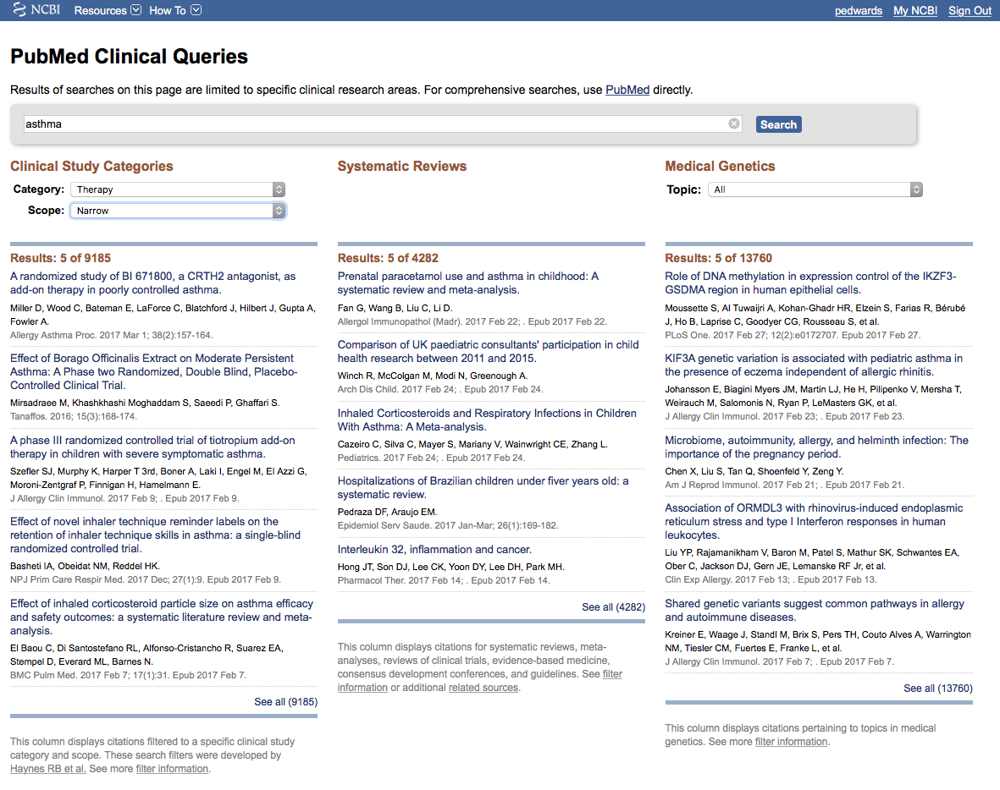 NCBI Resources How To pedwards My NCBI Sign Out
PubMed Clinical Queries
Results of searches on this page are limited to specific clinical research areas. For comprehensive searches, use PubMed directly.
asthma Search
Clinical Study Categories
Category: Therapy
Scope: Narrow
Results: 5 of 9185
A randomized study of BI 671800, a CRTH2 antagonist, as
add-on therapy in poorly controlled asthma.
Miller D, Wood C, Bateman E, LaForce C, Blatchford J, Hilbert J, Gupta A,
Fowler A.
Allergy Asthma Proc. 2017 Mar 1; 38(2):157-164.
Effect of Borago Officinalis Extract on Moderate Persistent
Asthma: A Phase two Randomized, Double Blind, Placebo-
Controlled Clinical Trial.
Mirsadraee M, Khashkhashi Moghaddam S, Saeedi P, Ghaffari S.
Tanaffos. 2016; 15(3):168-174.
A phase III randomized controlled trial of tiotropium add-on
therapy in children with severe symptomatic asthma.
Szefler SJ, Murphy K, Harper T 3rd, Boner A, Laki I, Engel M, El Azzi G,
Moroni-Zentgraf P, Finnigan H, Hamelmann E.
J Allergy Clin Immunol. 2017 Feb 9; . Epub 2017 Feb 9.
Effect of novel inhaler technique reminder labels on the
retention of inhaler technique skills in asthma: a single-blind
randomized controlled trial.
Basheti IA, Obeidat NM, Reddel HK.
NPJ Prim Care Respir Med. 2017 Dec; 27(1):9. Epub 2017 Feb 9.
Effect of inhaled corticosteroid particle size on asthma efficacy
and safety outcomes: a systematic literature review and meta-
analysis.
El Baou C, Di Santostefano RL, Alfonso-Cristancho R, Suarez EA,
Stempel D, Everard ML, Barnes N.
BMC Pulm Med. 2017 Feb 7; 17(1):31. Epub 2017 Feb 7.
See all (9185)
This column displays citations filtered to a specific clinical study
category and scope. These search filters were developed by
Haynes RB et al. See more filter information.
Systematic Reviews
Results: 5 of 4282
Prenatal paracetamol use and asthma in childhood: A
systematic review and meta-analysis.
Fan G, Wang B, Liu C, Li D.
Allergol Immunopathol (Madr). 2017 Feb 22; . Epub 2017 Feb 22.
Comparison of UK paediatric consultants' participation in child
health research between 2011 and 2015.
Winch R, McColgan M, Modi N, Greenough A.
Arch Dis Child. 2017 Feb 24; . Epub 2017 Feb 24.
Inhaled Corticosteroids and Respiratory Infections in Children
With Asthma: A Meta-analysis.
Cazeiro C, Silva C, Mayer S, Mariany V, Wainwright CE, Zhang L.
Pediatrics. 2017 Feb 24; . Epub 2017 Feb 24.
Hospitalizations of Brazilian children under fiver years old: a
systematic review.
Pedraza DF, Araujo EM.
Epidemiol Serv Saude. 2017 Jan-Mar; 26(1):169-182.
Interleukin 32, inflammation and cancer.
Hong JT, Son DJ, Lee CK, Yoon DY, Lee DH, Park MH.
Pharmacol Ther. 2017 Feb 14; . Epub 2017 Feb 14.
See all (4282)
This column displays citations for systematic reviews, meta-
analyses, reviews of clinical trials, evidence-based medicine,
consensus development conferences, and guidelines. See filter
information or additional related sources.
Medical Genetics
Topic: All
Results: 5 of 13760
Role of DNA methylation in expression control of the IKZF3-
GSDMA region in human epithelial cells.
Moussette S, Al Tuwaijri A, Kohan-Ghadr HR, Elzein S, Farias R, Bérubé
J, Ho B, Laprise C, Goodyer CG, Rousseau S, et al.
PLoS One. 2017 Feb 27; 12(2):e0172707. Epub 2017 Feb 27.
KIF3A genetic variation is associated with pediatric asthma in
the presence of eczema independent of allergic rhinitis.
Johansson E, Biagini Myers JM, Martin LJ, He H, Pilipenko V, Mersha T,
Weirauch M, Salomonis N, Ryan P, LeMasters GK, et al.
J Allergy Clin Immunol. 2017 Feb 23; . Epub 2017 Feb 23.
Microbiome, autoimmunity, allergy, and helminth infection: The
importance of the pregnancy period.
Chen X, Liu S, Tan Q, Shoenfeld Y, Zeng Y.
Am J Reprod Immunol. 2017 Feb 21; . Epub 2017 Feb 21.
Association of ORMDL3 with rhinovirus-induced endoplasmic
reticulum stress and type I Interferon responses in human
leukocytes.
Liu YP, Rajamanikham V, Baron M, Patel S, Mathur SK, Schwantes EA,
Ober C, Jackson DJ, Gern JE, Lemanske RF Jr, et al.
Clin Exp Allergy. 2017 Feb 13; . Epub 2017 Feb 13.
Shared genetic variants suggest common pathways in allergy
and autoimmune diseases.
Kreiner E, Waage J, Standl M, Brix S, Pers TH, Couto Alves A, Warrington
NM, Tiesler CM, Fuertes E, Franke L, et al.
J Allergy Clin Immunol. 2017 Feb 7; . Epub 2017 Feb 7.
See all (13760)
This column displays citations pertaining to topics in medical
genetics. See more filter information.